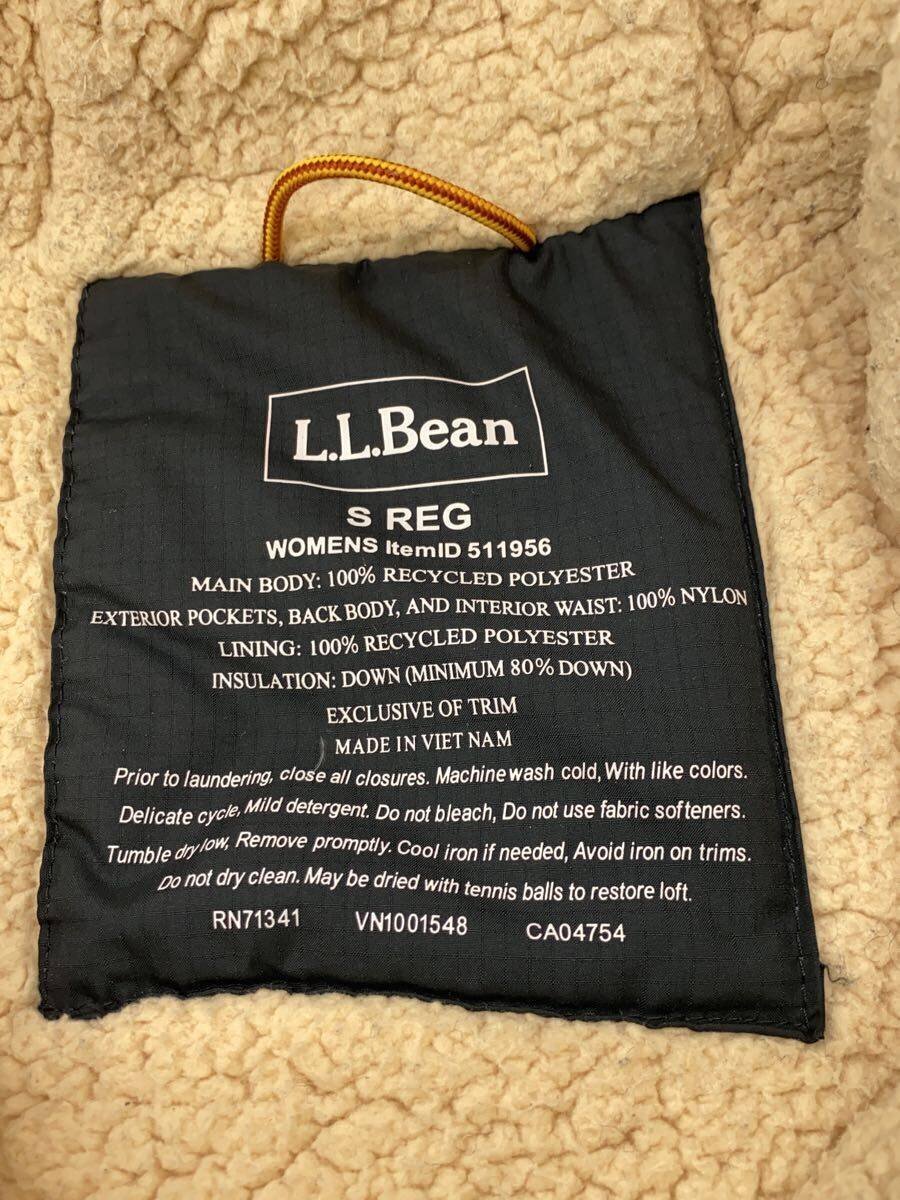 L.L.Bean
S REG
WOMENS ItemID 511956
MAIN BODY: 100% RECYCLED POLYESTER
EXTERIOR POCKETS, BACK BODY, AND INTERIOR WAIST: 100% NYLON
LINING: 100% RECYCLED POLYESTER
INSULATION: DOWN (MINIMUM 80% DOWN)
EXCLUSIVE OF TRIM
MADE IN VIET NAM
Prior to laundering, close all closures. Machine wash cold, With like colors.
Delicate cycle, Mild detergent. Do not bleach, Do not use fabric softeners.
Tumble dry low, Remove promptly. Cool iron if needed, Avoid iron on trims.
Do not dry clean. May be dried with tennis balls to restore loft.
RN71341 VN1001548 CA04754